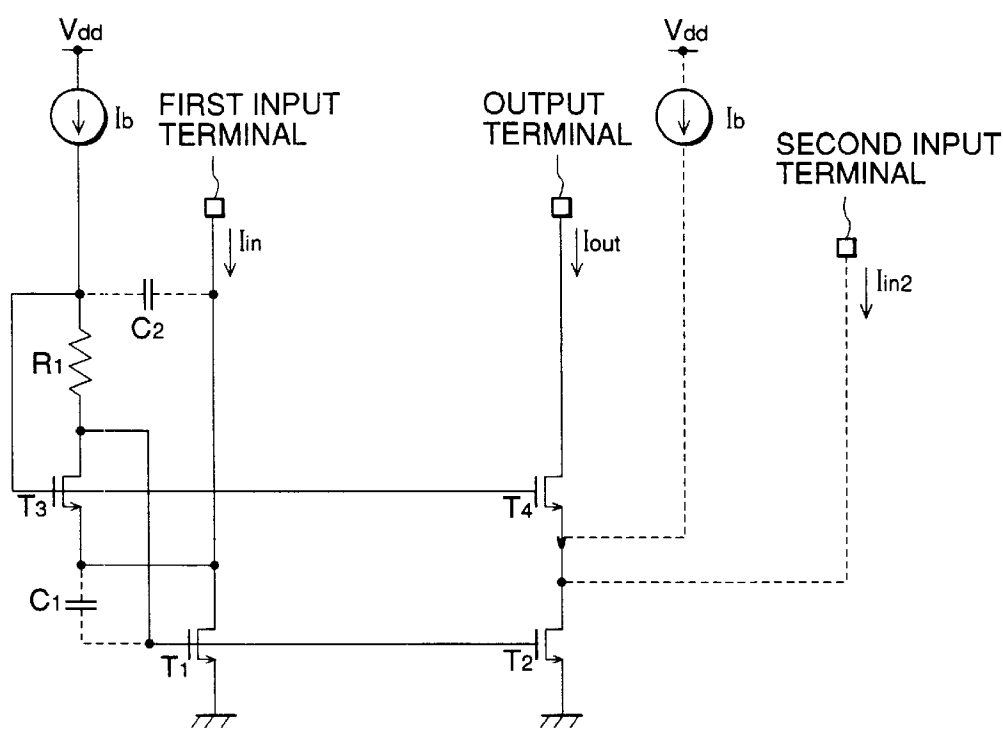 Vdd
Vdd
Ib
FIRST INPUT
TERMINAL
OUTPUT
TERMINAL
Ib
SECOND INPUT
TERMINAL
Iin
Iout
Iin2
C2
R1
T3
T4
C1
T1
T2